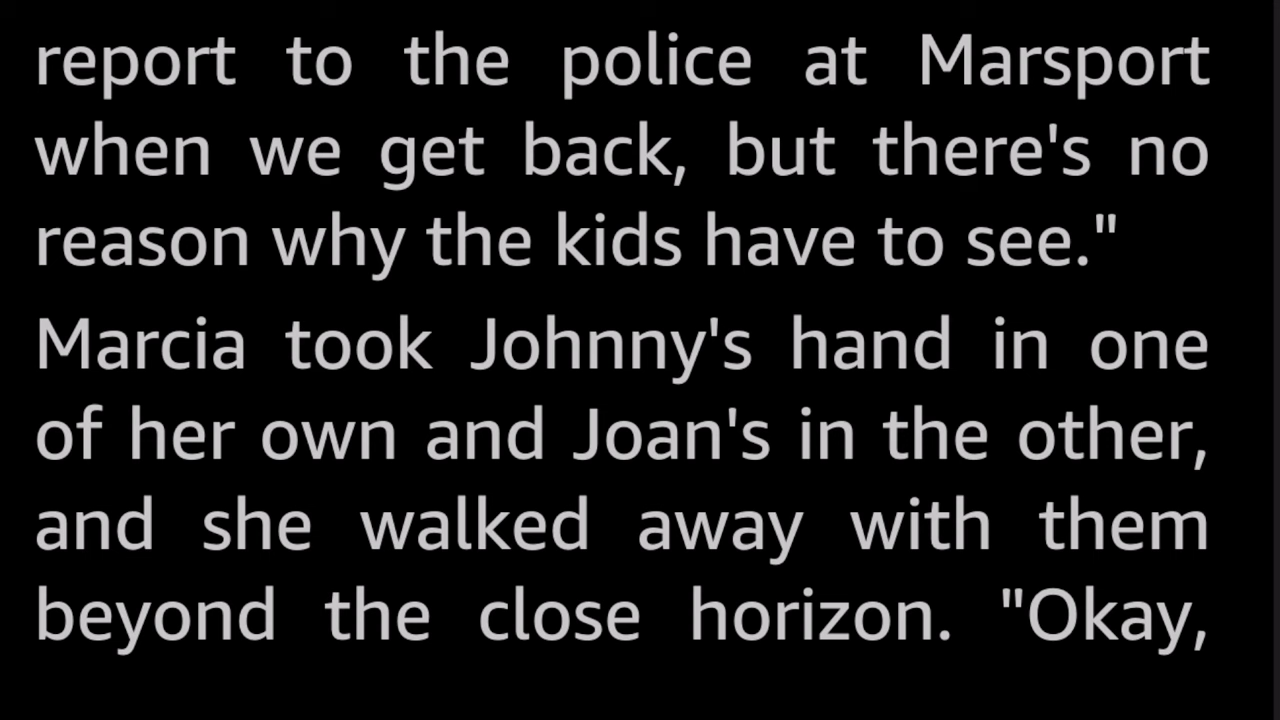 report to the police at Marsport
when we get back, but there's no
reason why the kids have to see."
Marcia took Johnny's hand in one
of her own and Joan's in the other,
and she walked away with them
beyond the close horizon. "Okay,